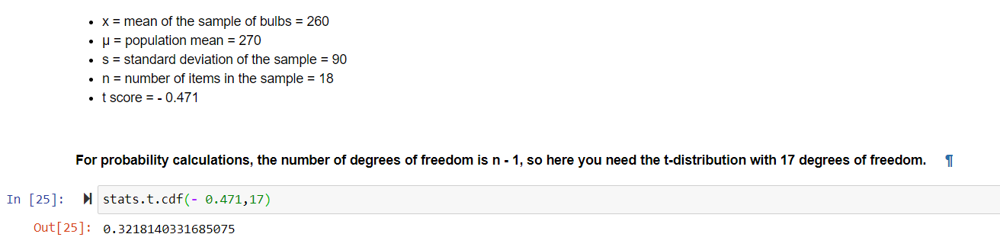 • x = mean of the sample of bulbs = 260
• μ = population mean = 270
• s = standard deviation of the sample = 90
• n = number of items in the sample = 18
• t score = - 0.471
For probability calculations, the number of degrees of freedom is n - 1, so here you need the t-distribution with 17 degrees of freedom. ¶
In [25]: stats.t.cdf(- 0.471,17)
Out[25]: 0.3218140331685075